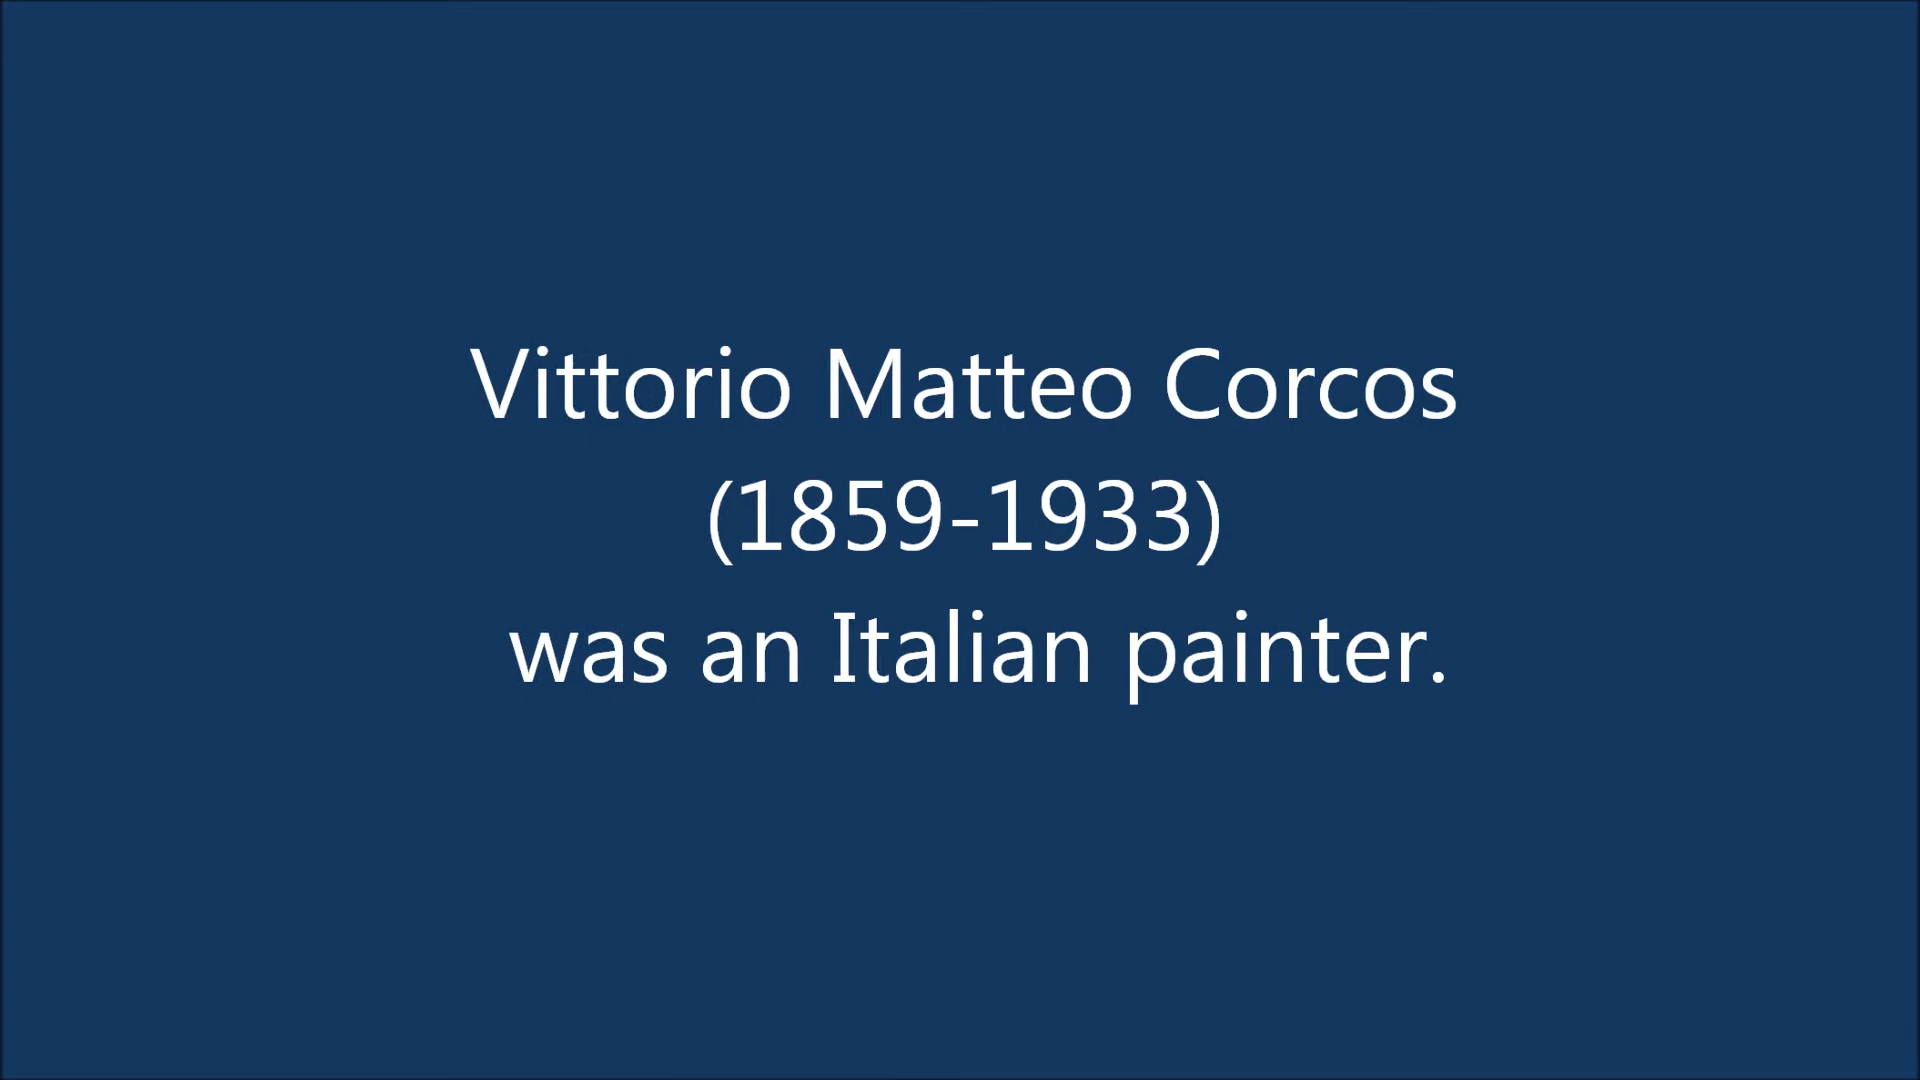 Vittorio Matteo Corcos
(1859-1933)
was an Italian painter.